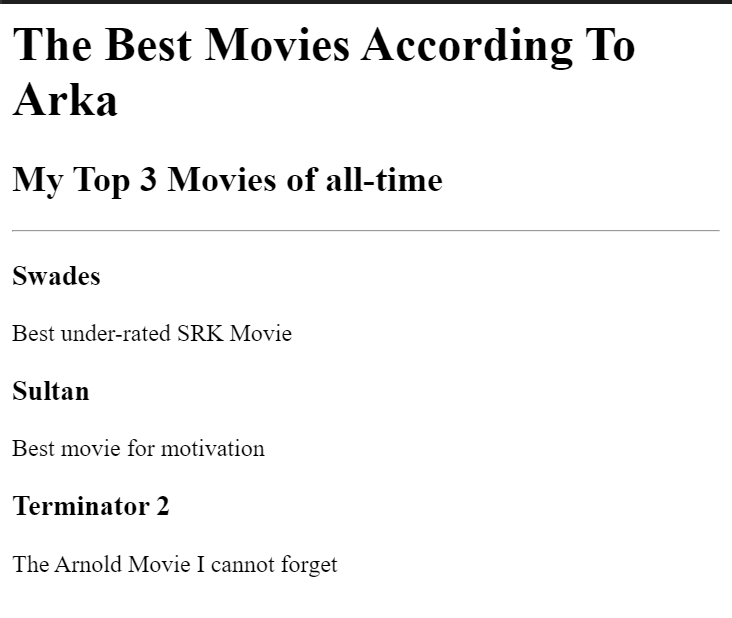 The Best Movies According To
Arka
My Top 3 Movies of all-time
Swades
Best under-rated SRK Movie
Sultan
Best movie for motivation
Terminator 2
The Arnold Movie I cannot forget